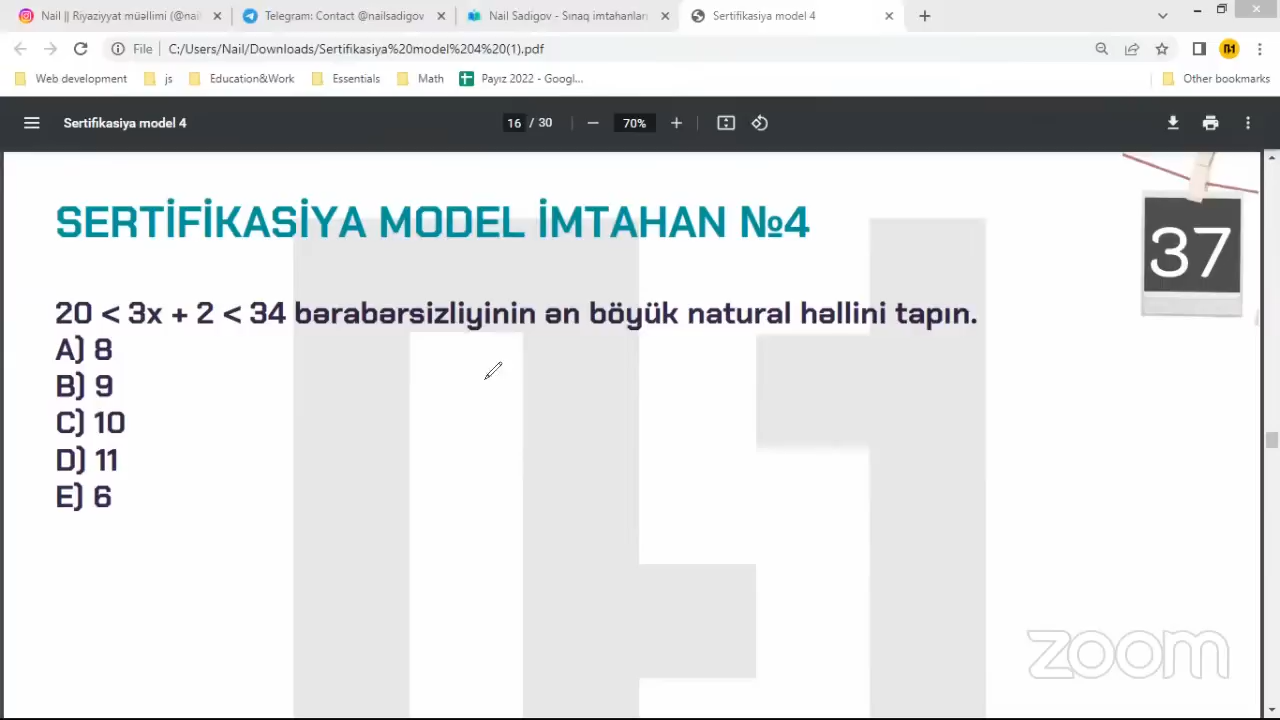 Nail || Riyaziyyat müəllimi (@nail
Telegram: Contact @nailsadigov
Nail Sadigov - Sınaq imtahanları
Sertifikasiya model 4
File
C:/Users/Nail/Downloads/Sertifikasiya%20model%204%20(1).pdf
Web development
js
Education&Work
Essentials
Math
Payız 2022 - Googl...
Other bookmarks
Sertifikasiya model 4
16 / 30
70%
SERTİFİKASİYA MODEL İMTAHAN №4
37
20 < 3x + 2 < 34 bərabərsizliyinin ən böyük natural həllini tapın.
A) 8
B) 9
C) 10
D) 11
E) 6
zoom